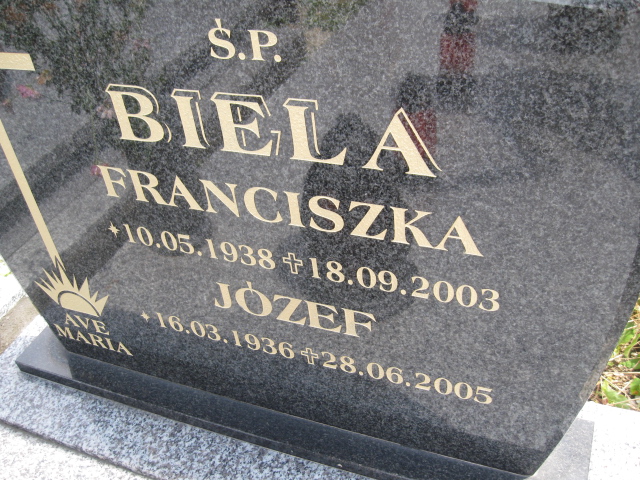 Ś.P.
BIELA
FRANCISZKA
*10.05.1938 ✝ 18.09.2003
JÓZEF
*16.03.1936 ✝ 28.06.2005
AVE
MARIA